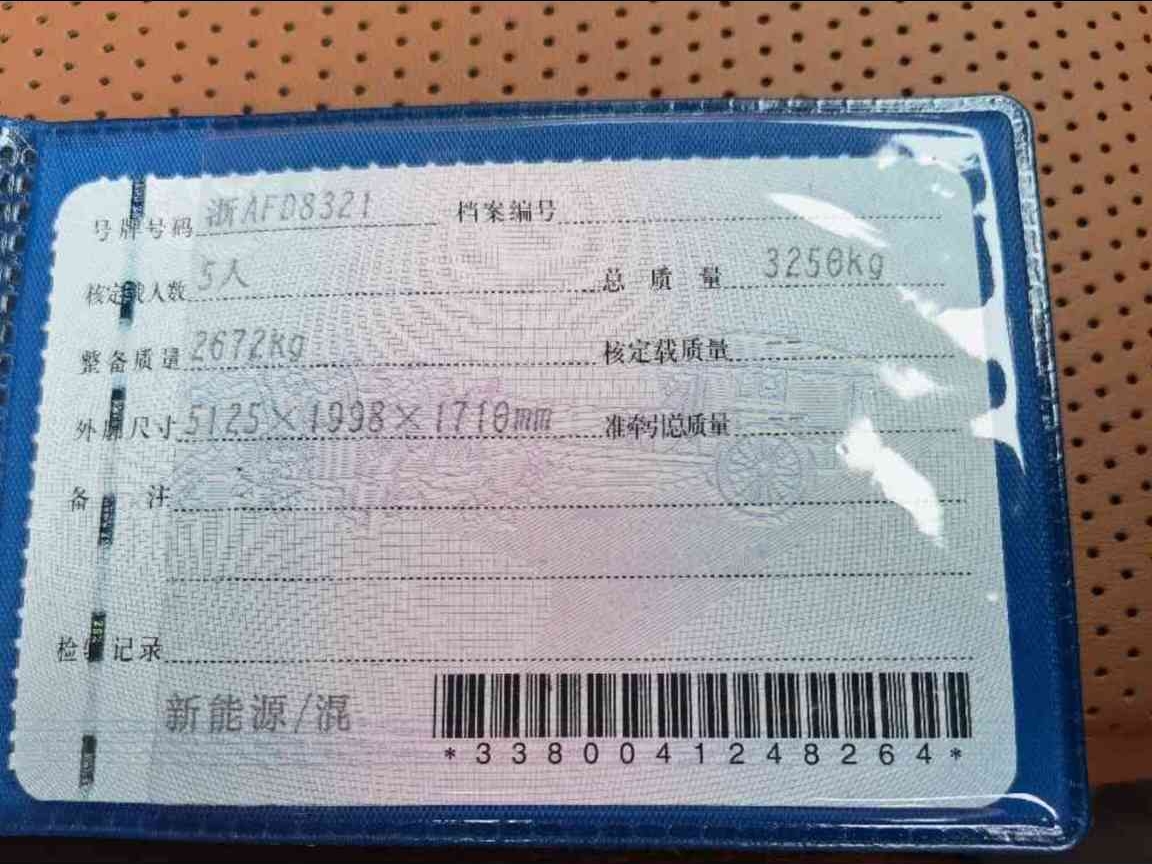 号牌号码 浙AFD8321 档案编号
核定载人数 5人 总质量 3250kg
整备质量 2672kg 核定载质量 --
外廓尺寸 5125×1998×1710mm 准牵引总质量 --
备注
检验记录
新能源/混
*3380041248264*